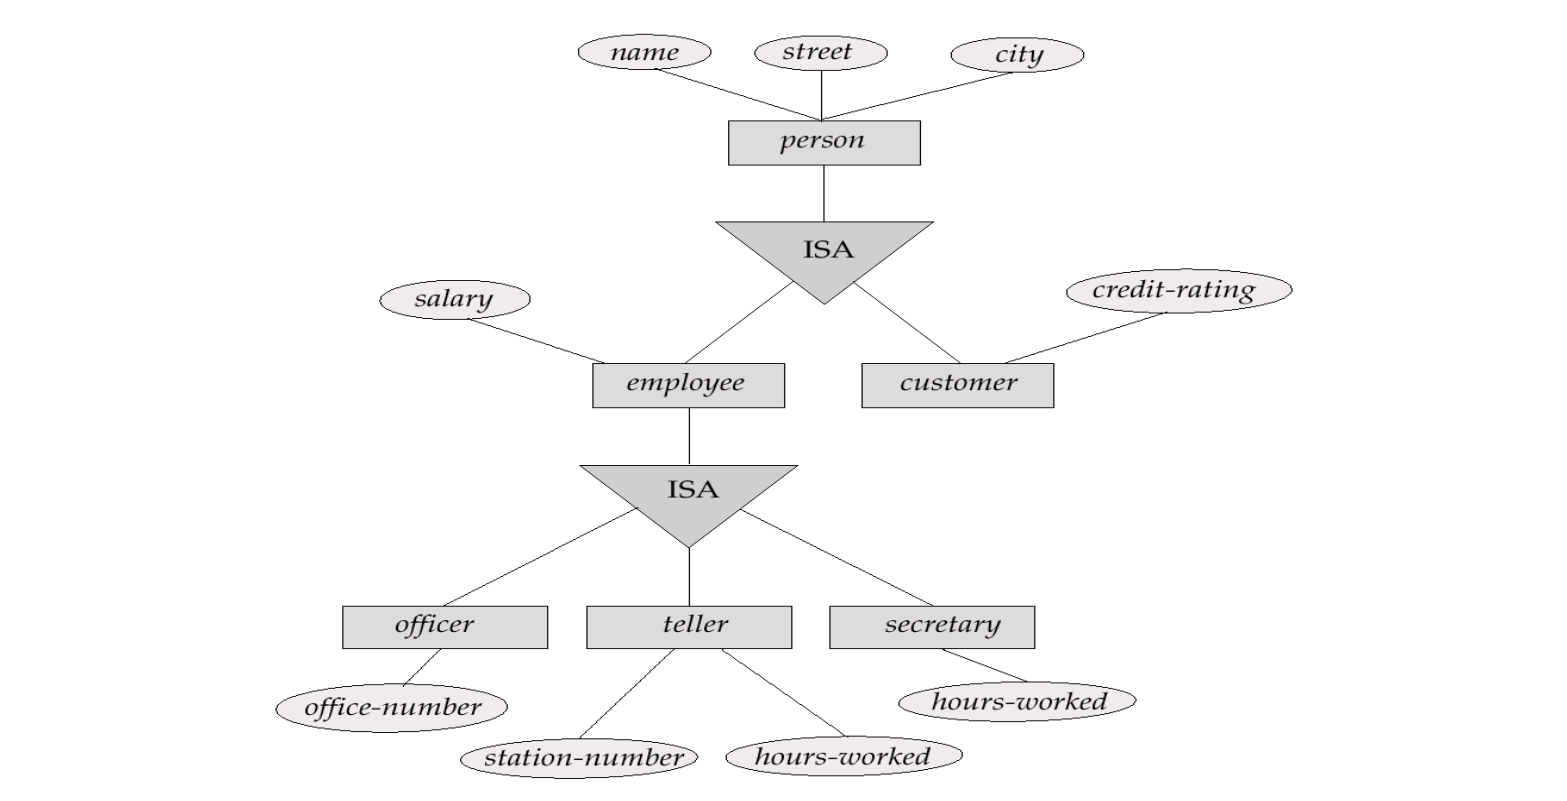 name
street
city
person
ISA
salary
credit-rating
employee
customer
ISA
officer
teller
secretary
office-number
hours-worked
station-number
hours-worked